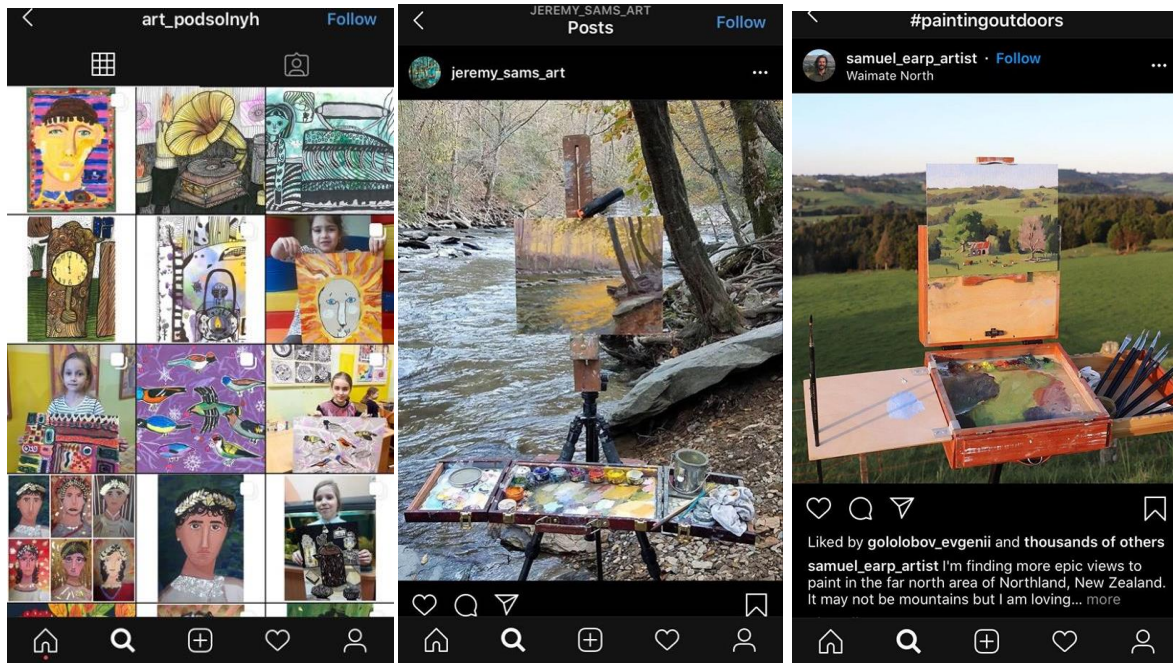 art_podsolnyh
Follow
JEREMY_SAMS_ART
Posts
Follow
jeremy_sams_art
#paintingoutdoors
samuel_earp_artist · Follow
Waimate North
Liked by gololobov_evgenii and thousands of others
samuel_earp_artist I'm finding more epic views to
paint in the far north area of Northland, New Zealand.
It may not be mountains but I am loving... more